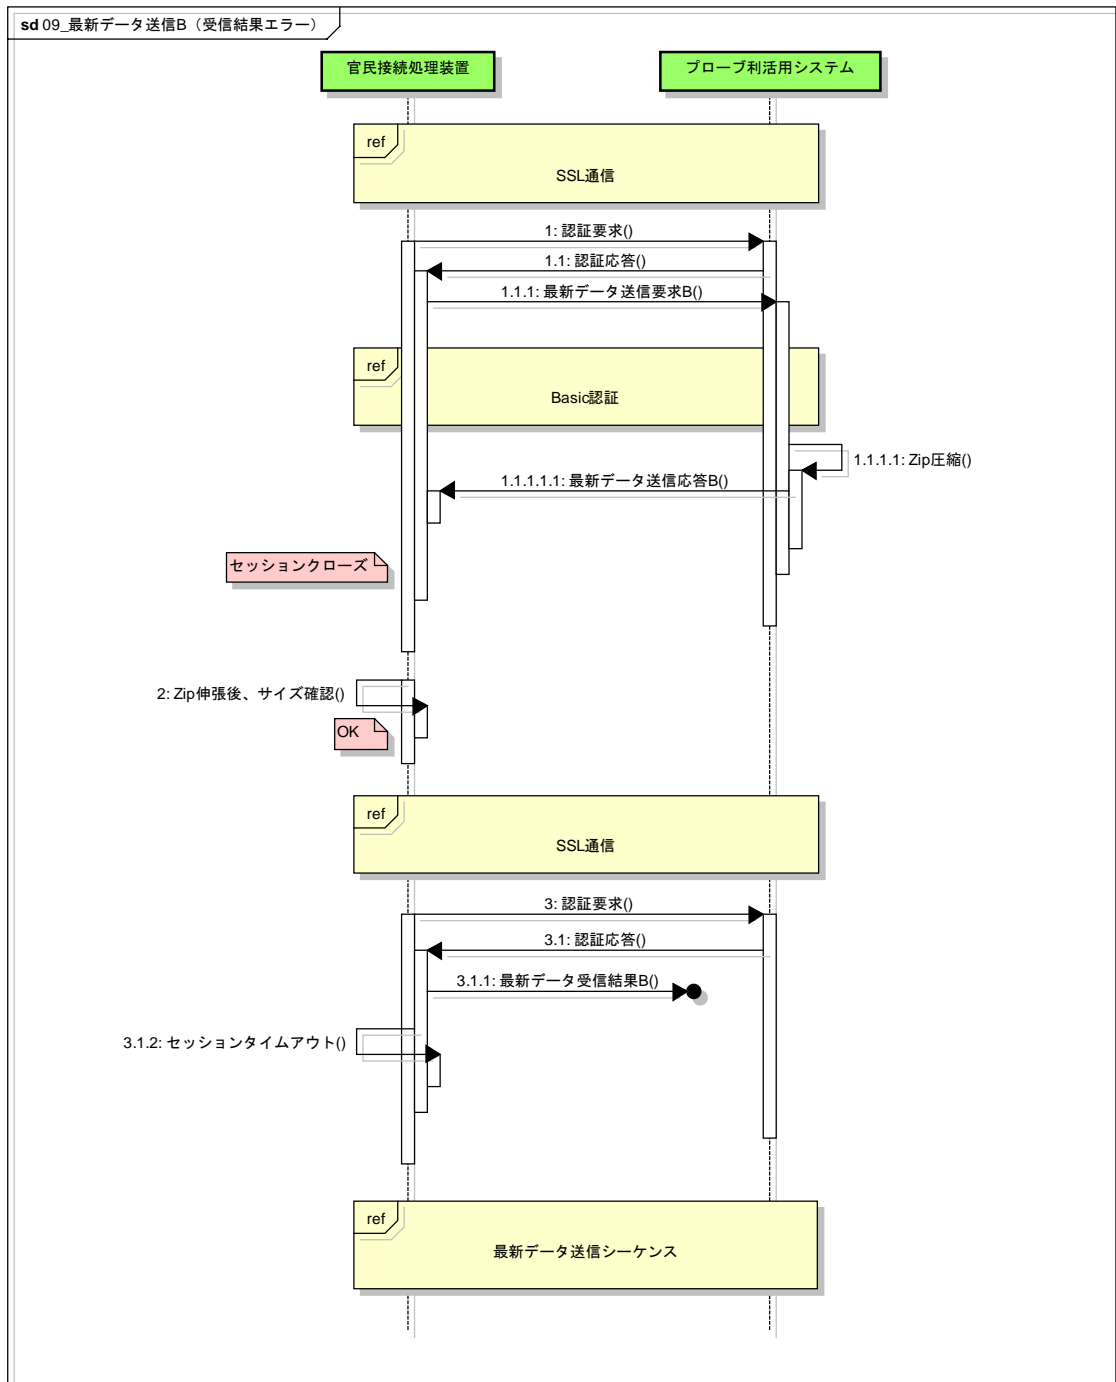 sd 09_最新データ送信B（受信結果エラー）
官民接続処理装置
プローブ利活用システム
ref
SSL通信
1: 認証要求()
1.1: 認証応答()
1.1.1: 最新データ送信要求B()
ref
Basic認証
1.1.1.1: Zip圧縮()
1.1.1.1.1: 最新データ送信応答B()
セッションクローズ
2: Zip伸張後、サイズ確認()
OK
ref
SSL通信
3: 認証要求()
3.1: 認証応答()
3.1.1: 最新データ受信結果B()
3.1.2: セッションタイムアウト()
ref
最新データ送信シーケンス